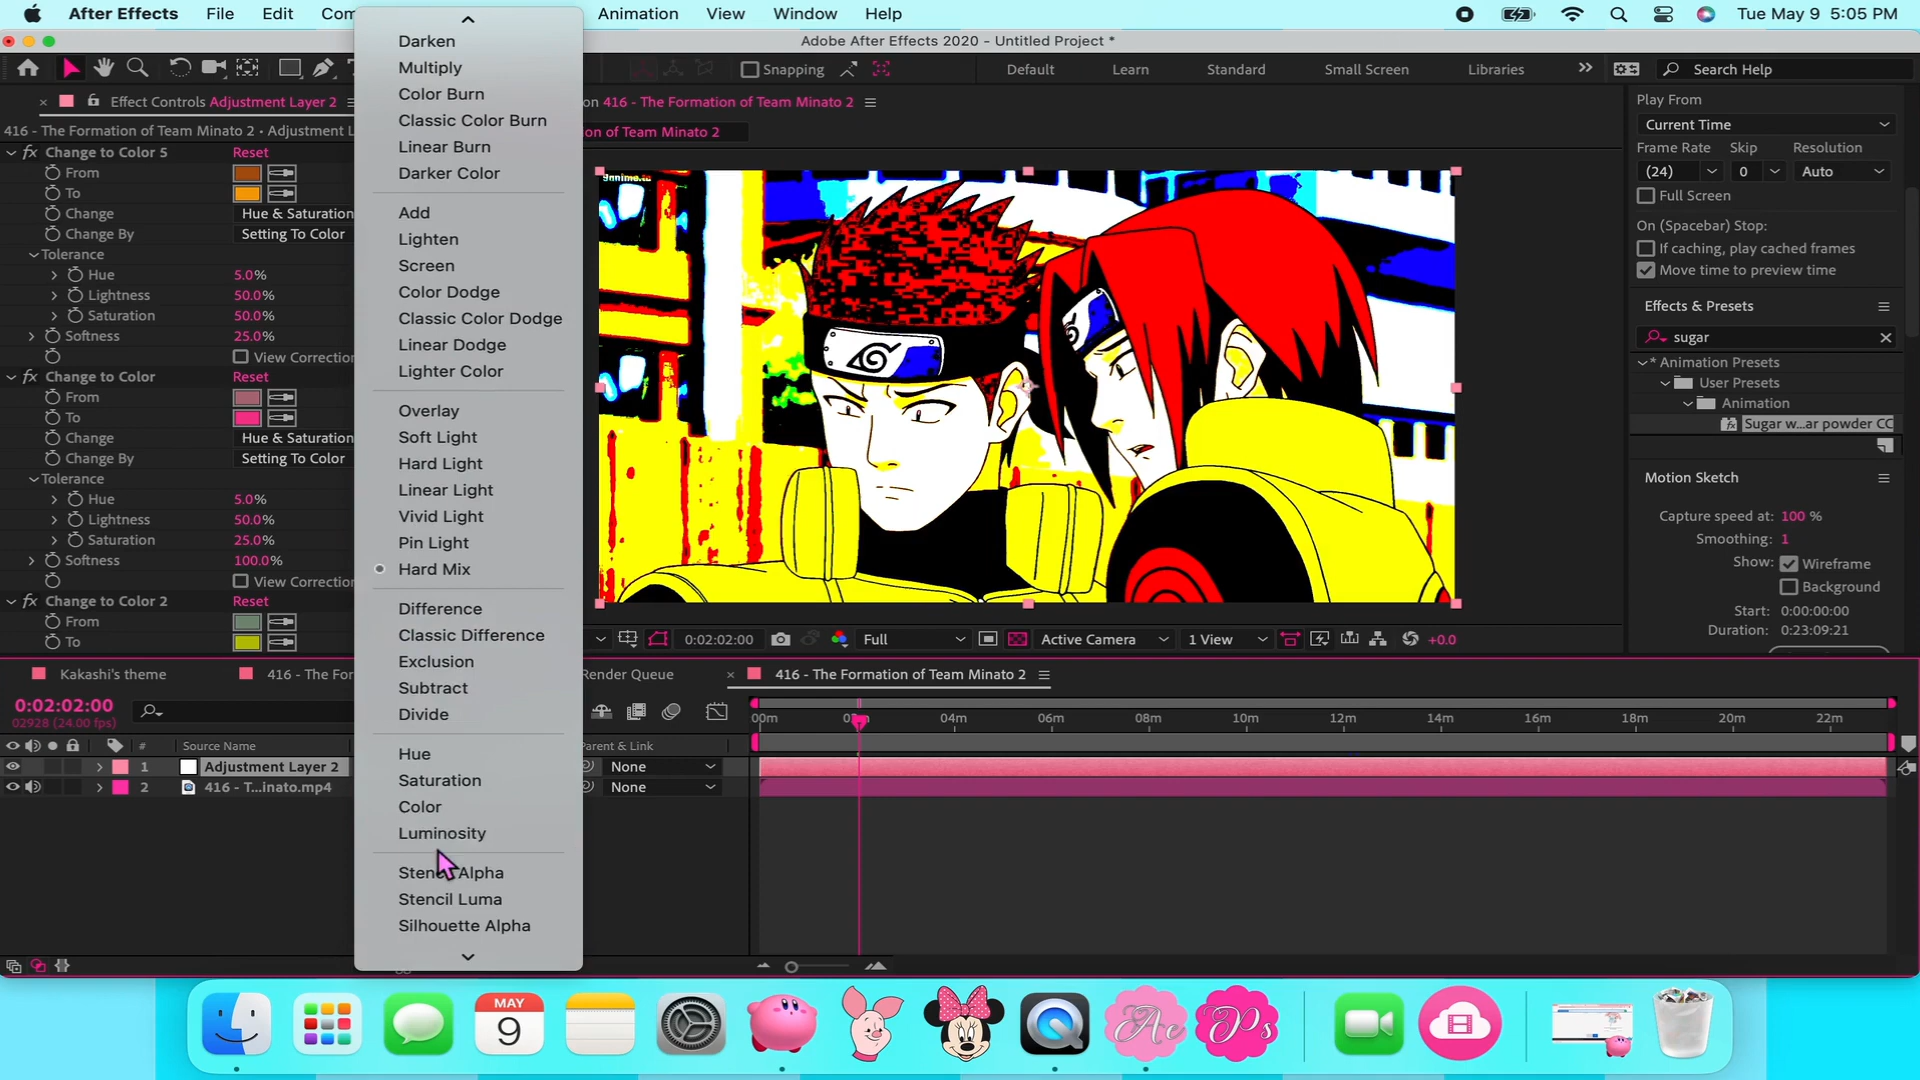 After Effects File Edit Com Animation View Window Help Tue May 9 5:05 PM
Adobe After Effects 2020 - Untitled Project *
Snapping Default Learn Standard Small Screen Libraries Search Help
Effect Controls Adjustment Layer 2
on 416 - The Formation of Team Minato 2
416 - The Formation of Team Minato 2 • Adjustment L
on of Team Minato 2
fx Change to Color 5 Reset
From
To
Change Hue & Saturation
Change By Setting To Color
Tolerance
Hue 5.0%
Lightness 50.0%
Saturation 50.0%
Softness 25.0%
View Correction
fx Change to Color Reset
From
To
Change Hue & Saturation
Change By Setting To Color
Tolerance
Hue 5.0%
Lightness 50.0%
Saturation 25.0%
Softness 100.0%
View Correction
fx Change to Color 2 Reset
From
To
Darken
Multiply
Color Burn
Classic Color Burn
Linear Burn
Darker Color
Add
Lighten
Screen
Color Dodge
Classic Color Dodge
Linear Dodge
Lighter Color
Overlay
Soft Light
Hard Light
Linear Light
Vivid Light
Pin Light
Hard Mix
Difference
Classic Difference
Exclusion
Subtract
Divide
Hue
Saturation
Color
Luminosity
Alpha
Stencil Luma
Silhouette Alpha
0:02:02:00 Full Active Camera 1 View +0.0
Play From
Current Time
Frame Rate Skip Resolution
(24) 0 Auto
Full Screen
On (Spacebar) Stop:
If caching, play cached frames
Move time to preview time
Effects & Presets
sugar
* Animation Presets
User Presets
Animation
Sugar w...ar powder CC
Motion Sketch
Capture speed at: 100 %
Smoothing: 1
Show: Wireframe
Background
Start: 0:00:00:00
Duration: 0:23:09:21
Kakashi's theme 416 - The For Render Queue × 416 - The Formation of Team Minato 2
0:02:02:00
02928 (24.00 fps)
# Source Name Parent & Link
1 Adjustment Layer 2 None
2 416 - T...inato.mp4 None
00m 04m 06m 08m 10m 12m 14m 16m 18m 20m 22m
MAY
9
Ae
Ps